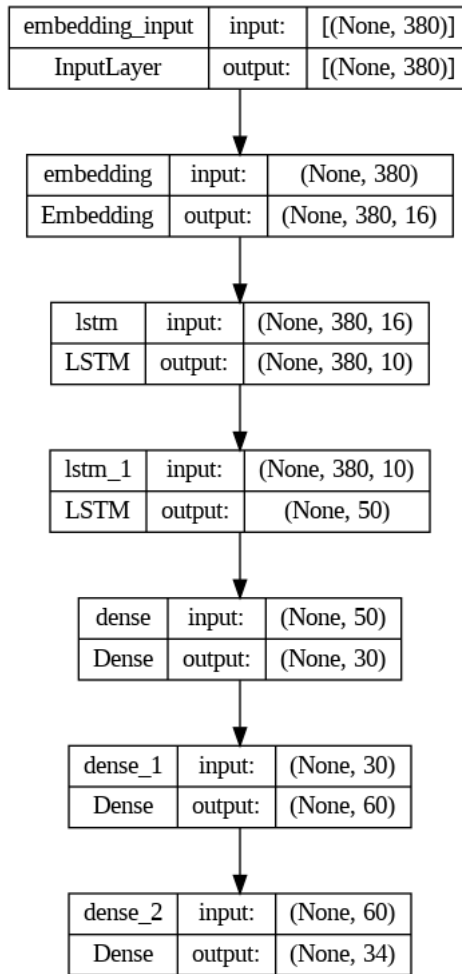 embedding_input input: [(None, 380)]
InputLayer output: [(None, 380)]
embedding input: (None, 380)
Embedding output: (None, 380, 16)
lstm input: (None, 380, 16)
LSTM output: (None, 380, 10)
lstm_1 input: (None, 380, 10)
LSTM output: (None, 50)
dense input: (None, 50)
Dense output: (None, 30)
dense_1 input: (None, 30)
Dense output: (None, 60)
dense_2 input: (None, 60)
Dense output: (None, 34)